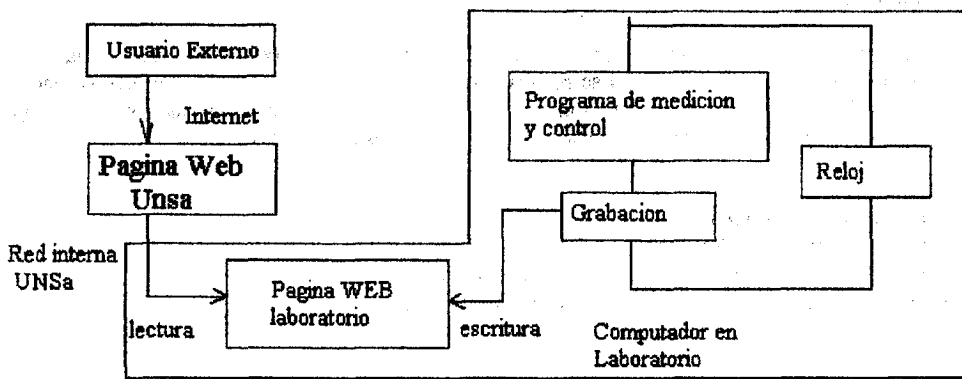 Usuario Externo
Internet
Pagina Web
Unsa
Red interna
UNSa
lectura
Pagina WEB
laboratorio
escritura
Programa de medicion
y control
Grabacion
Reloj
Computador en
Laboratorio